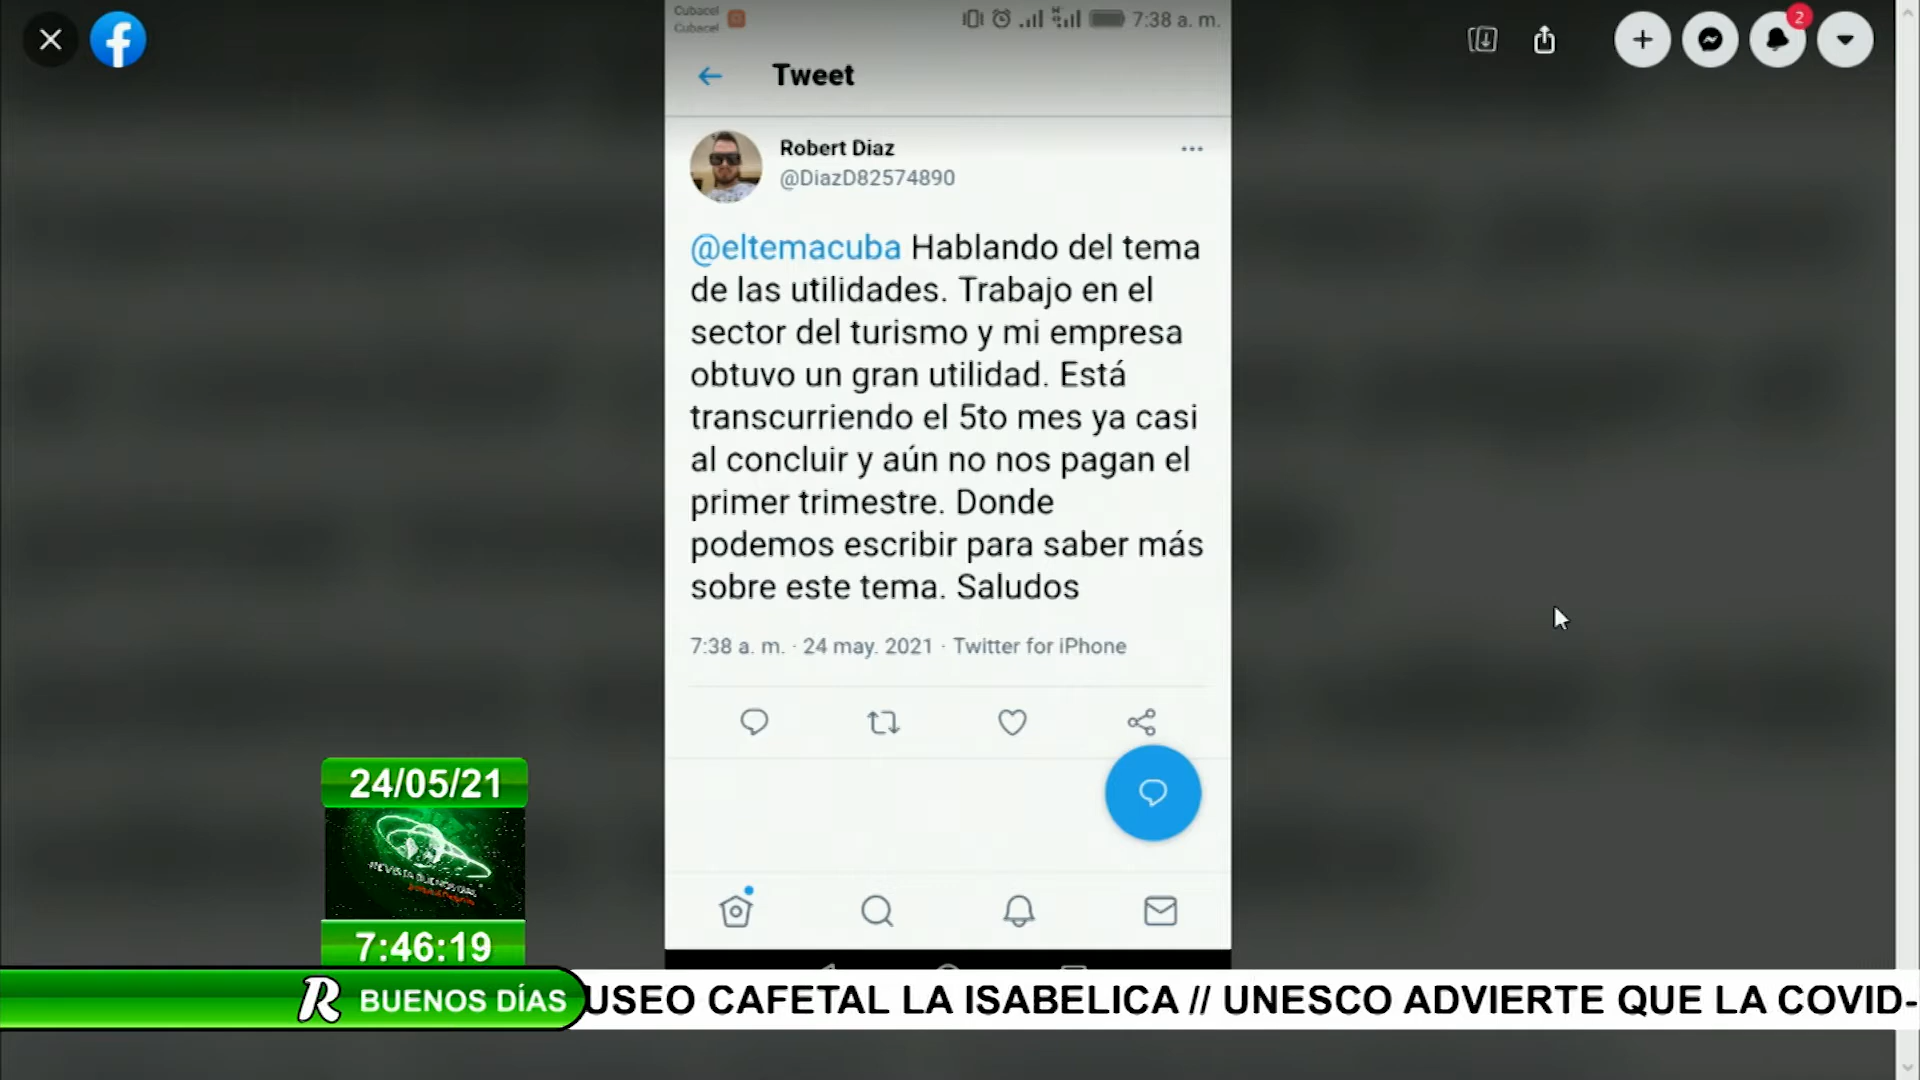 Cubacel
Cubacel
7:38 a. m.
2
Tweet
Robert Diaz
@DiazD82574890
@eltemacuba Hablando del tema
de las utilidades. Trabajo en el
sector del turismo y mi empresa
obtuvo un gran utilidad. Está
transcurriendo el 5to mes ya casi
al concluir y aún no nos pagan el
primer trimestre. Donde
podemos escribir para saber más
sobre este tema. Saludos
7:38 a. m. · 24 may. 2021 · Twitter for iPhone
24/05/21
7:46:19
R BUENOS DÍAS
USEO CAFETAL LA ISABELICA // UNESCO ADVIERTE QUE LA COVID-